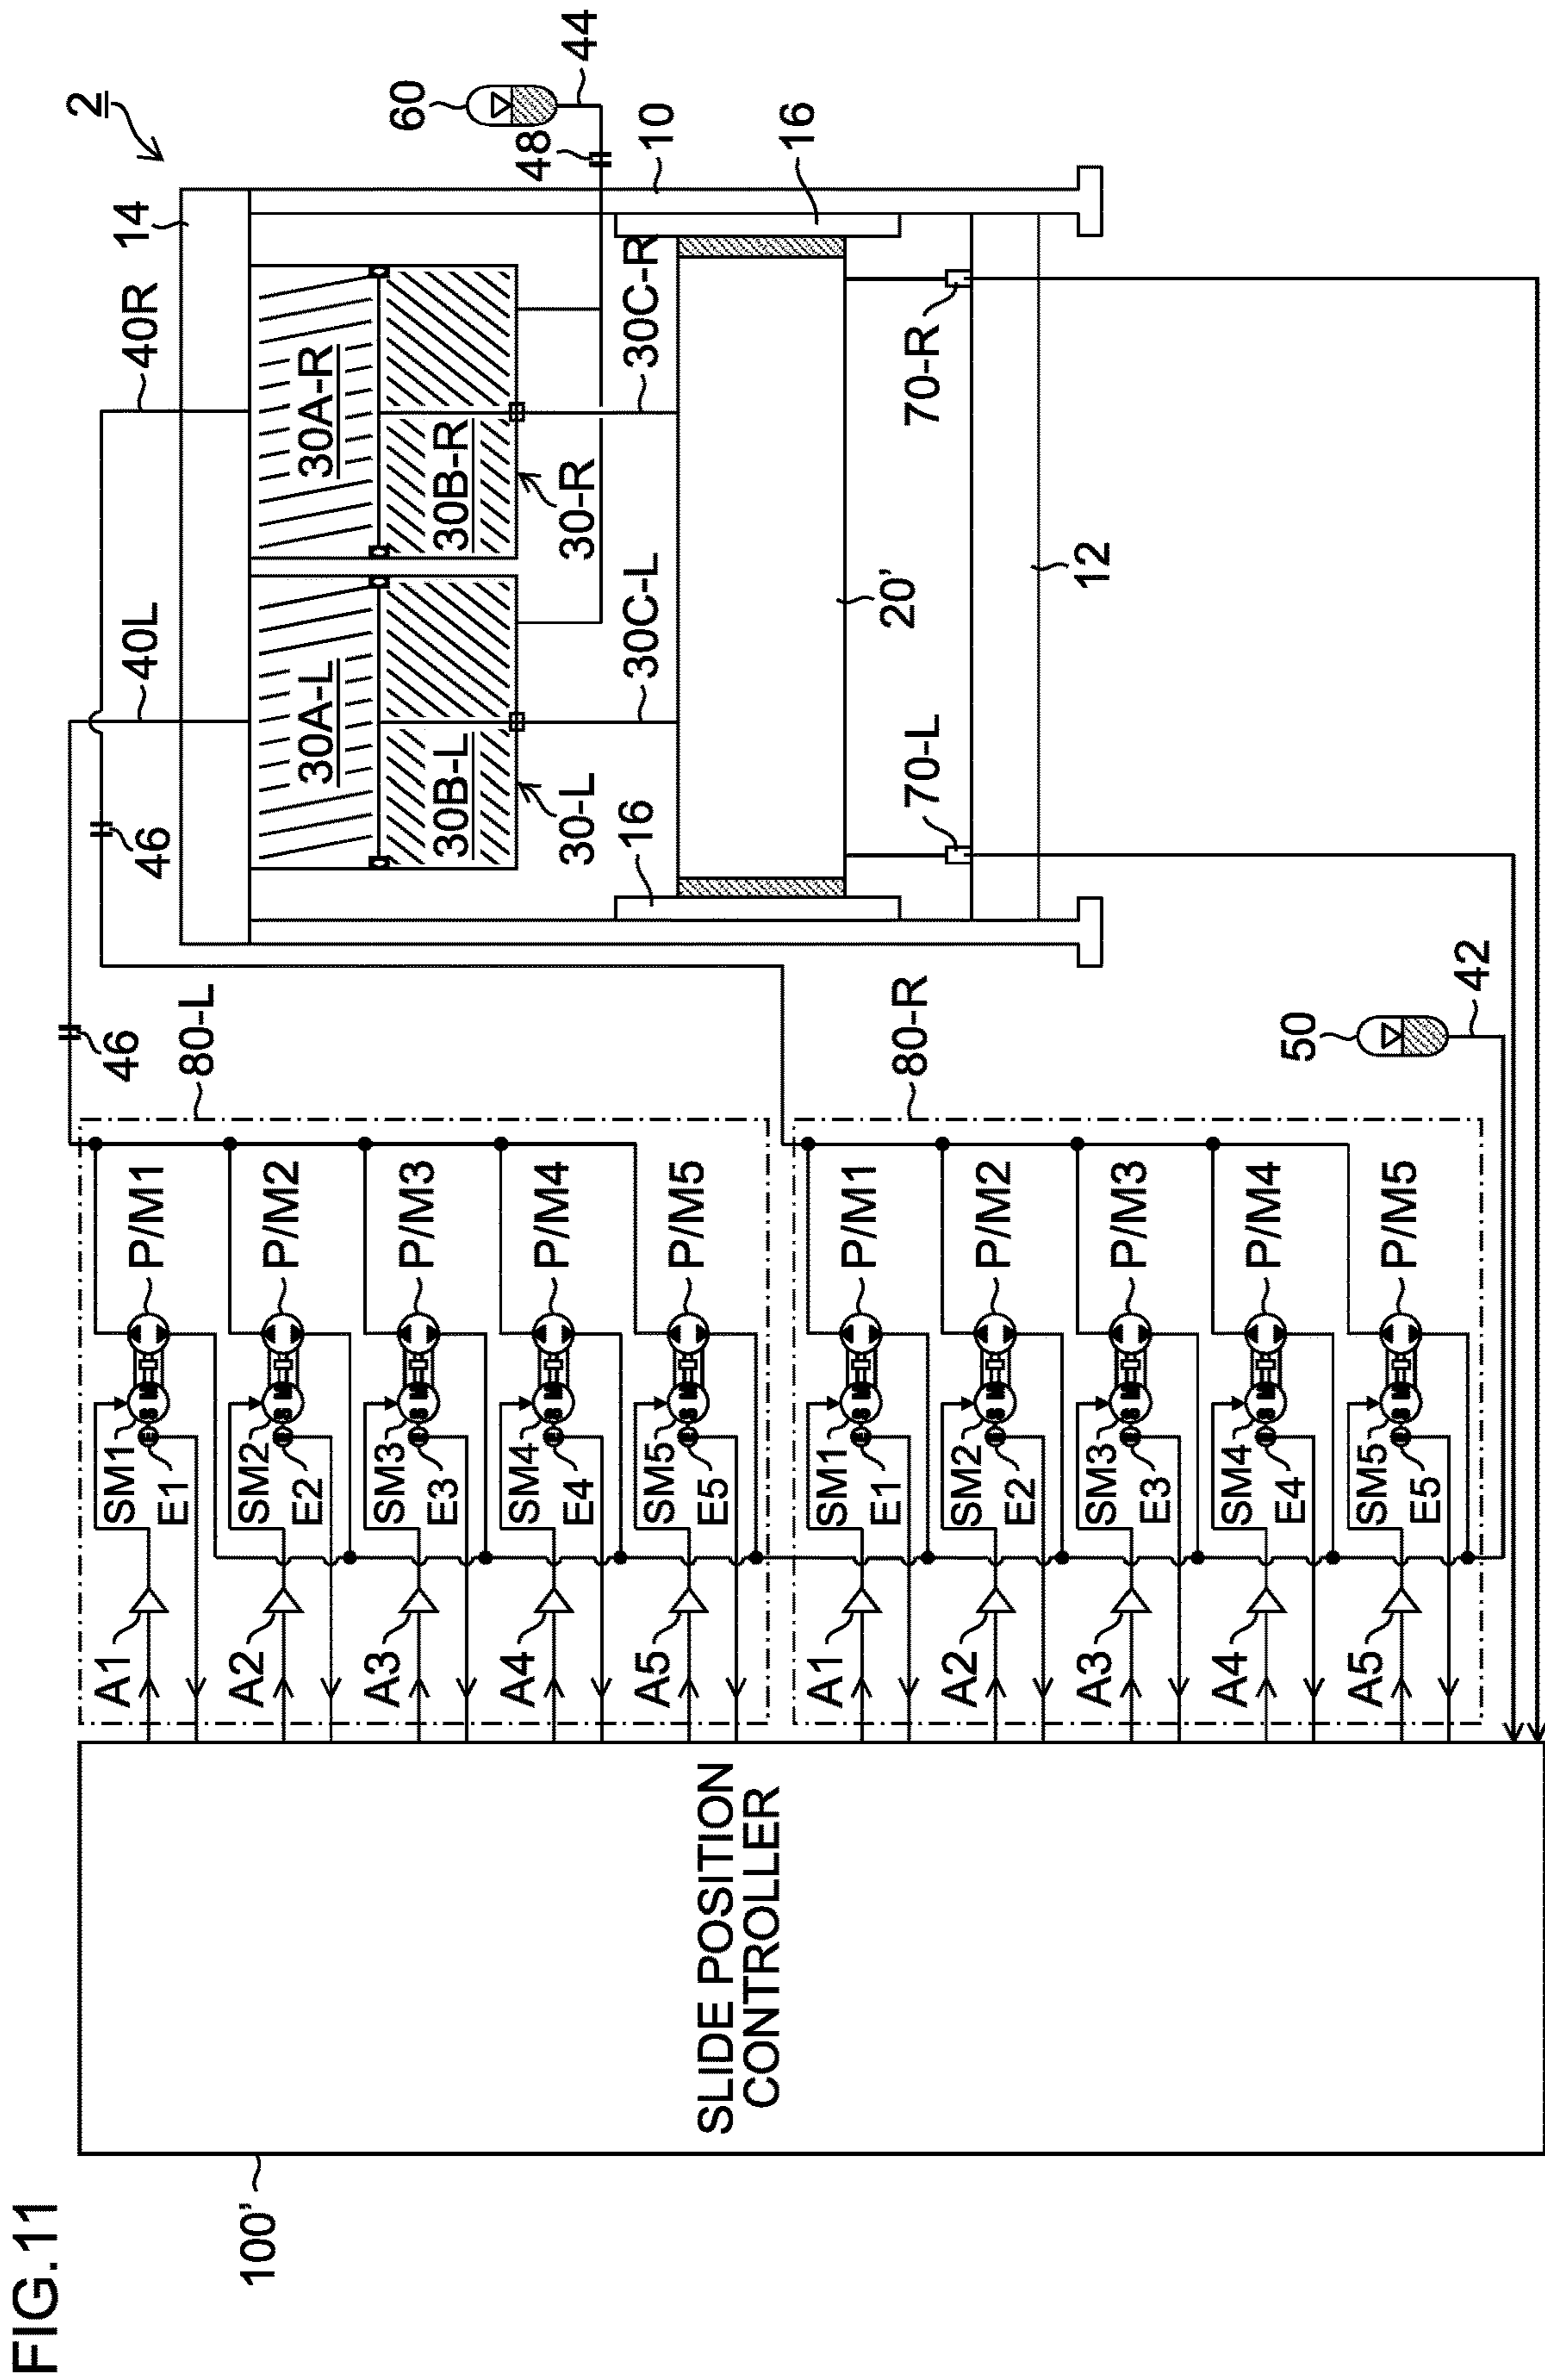 FIG.11
2
14
40R
40L
46
46
60
44
48
10
16
16
30A-L
30A-R
30B-L
30B-R
30-L
30-R
30C-L
30C-R
20’
70-L
70-R
12
80-L
A1
SM1
E1
E
S
M
P/M1
A2
SM2
E2
E
S
M
P/M2
A3
SM3
E3
E
S
M
P/M3
A4
SM4
E4
E
S
M
P/M4
A5
SM5
E5
E
S
M
P/M5
80-R
A1
SM1
E1
E
S
M
P/M1
A2
SM2
E2
E
S
M
P/M2
A3
SM3
E3
E
S
M
P/M3
A4
SM4
E4
E
S
M
P/M4
A5
SM5
E5
E
S
M
P/M5
50
42
100’
SLIDE POSITION
CONTROLLER